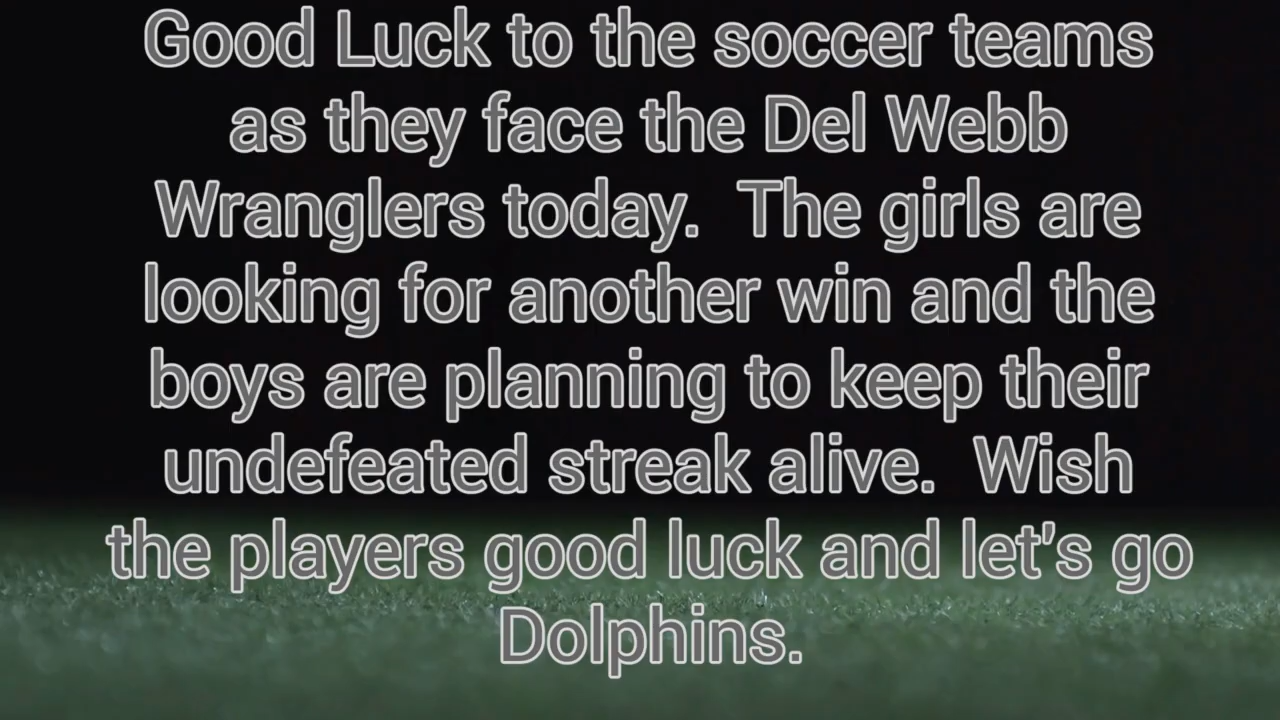 Good Luck to the soccer teams
as they face the Del Webb
Wranglers today.  The girls are
looking for another win and the
boys are planning to keep their
undefeated streak alive.  Wish
the players good luck and let's go
Dolphins.